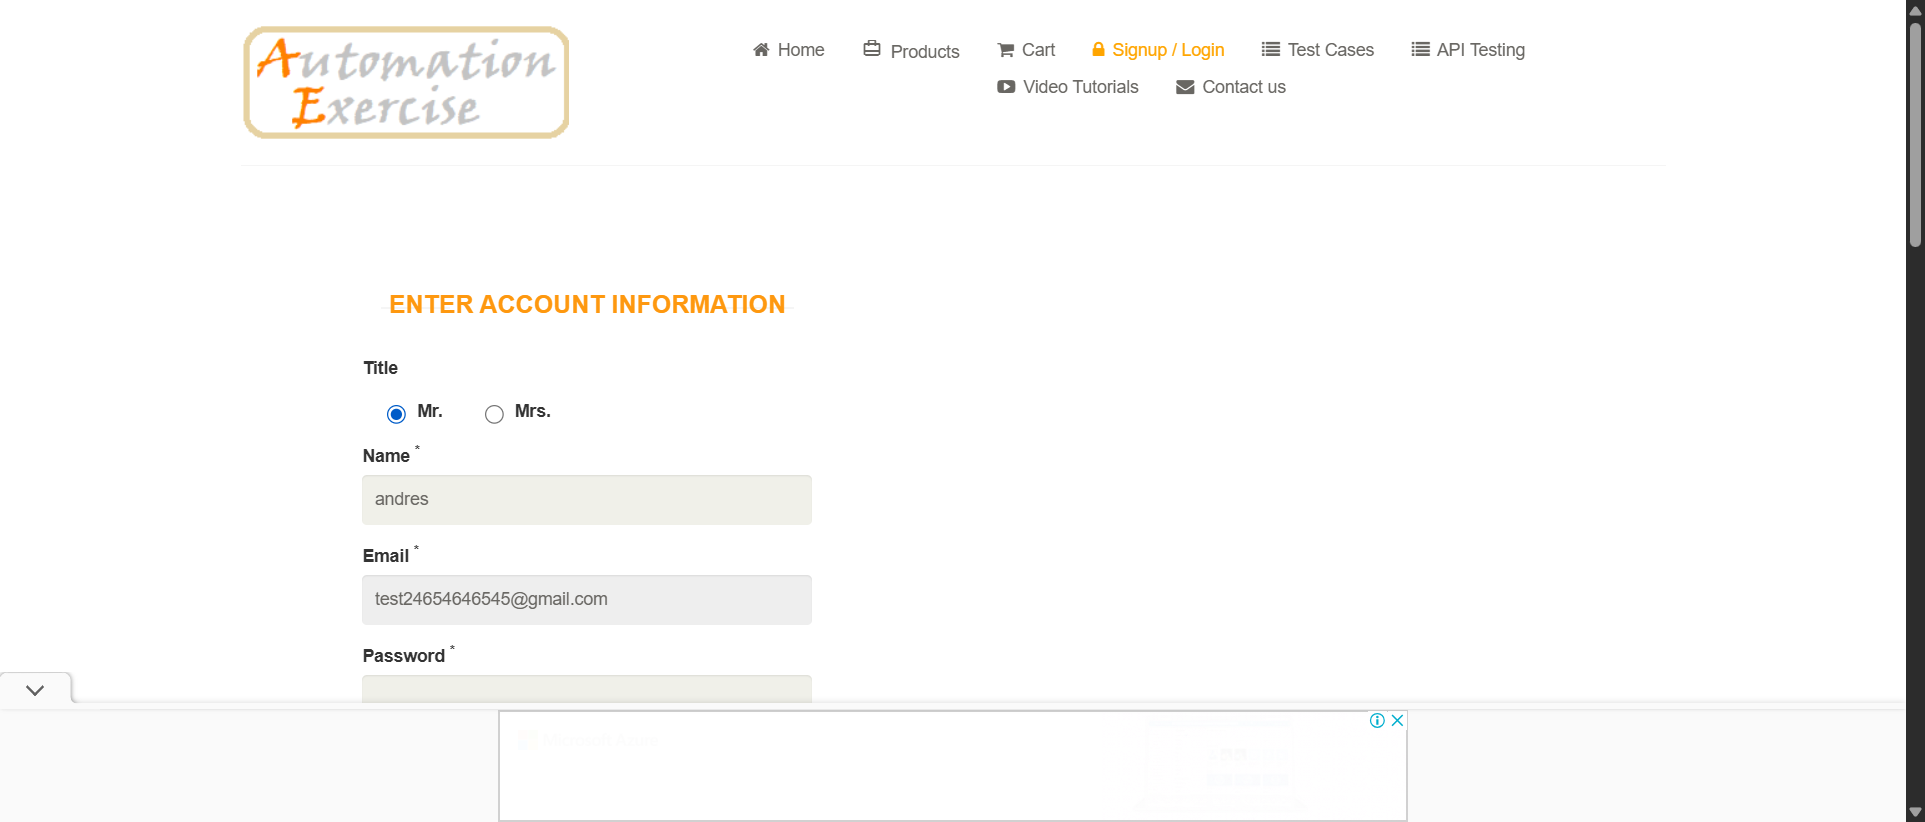 Automation
Exercise
Home
Products
Cart
Signup / Login
Test Cases
API Testing
Video Tutorials
Contact us
ENTER ACCOUNT INFORMATION
Title
Mr.
Mrs.
Name *
andres
Email *
test24654646545@gmail.com
Password *